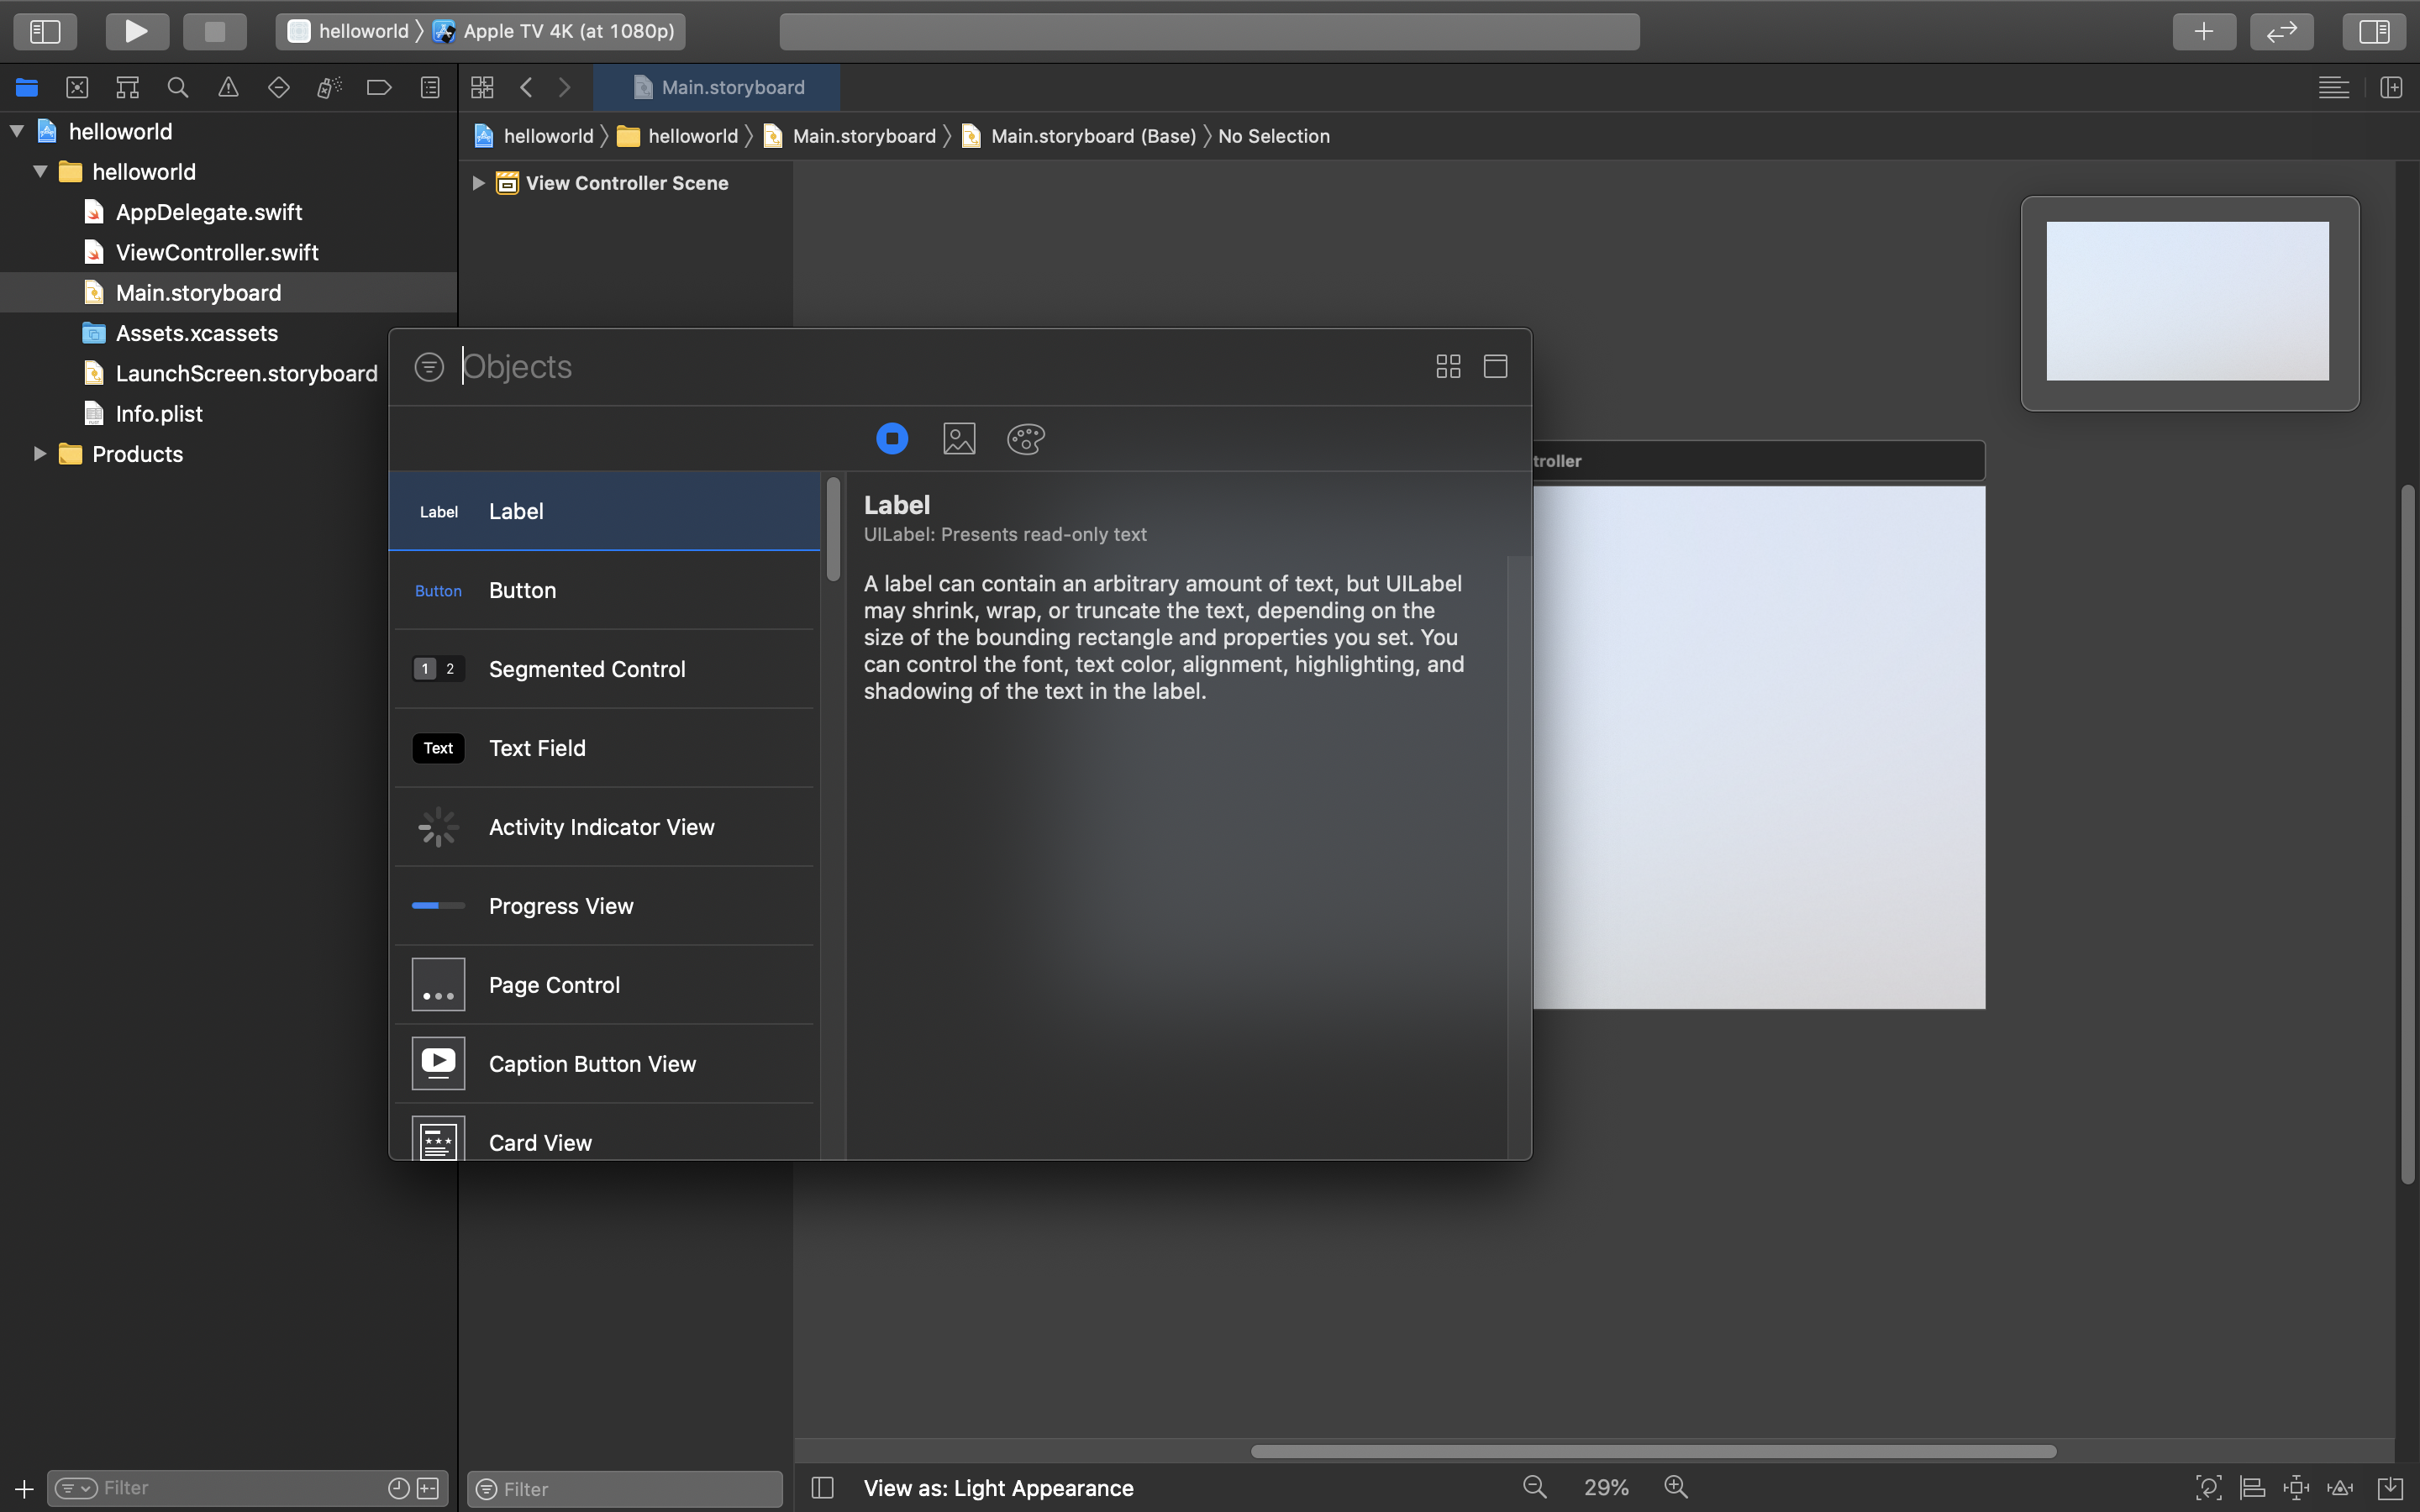 helloworld
Apple TV 4K (at 1080p)
Main.storyboard
helloworld
helloworld
AppDelegate.swift
ViewController.swift
Main.storyboard
Assets.xcassets
LaunchScreen.storyboard
Info.plist
Products
helloworld
helloworld
Main.storyboard
Main.storyboard (Base)
No Selection
View Controller Scene
Objects
troller
Label
Label
Button
Button
1 2
Segmented Control
Text
Text Field
Activity Indicator View
Progress View
Page Control
Caption Button View
Card View
Label
UILabel: Presents read-only text
A label can contain an arbitrary amount of text, but UILabel
may shrink, wrap, or truncate the text, depending on the
size of the bounding rectangle and properties you set. You
can control the font, text color, alignment, highlighting, and
shadowing of the text in the label.
Filter
Filter
View as: Light Appearance
29%